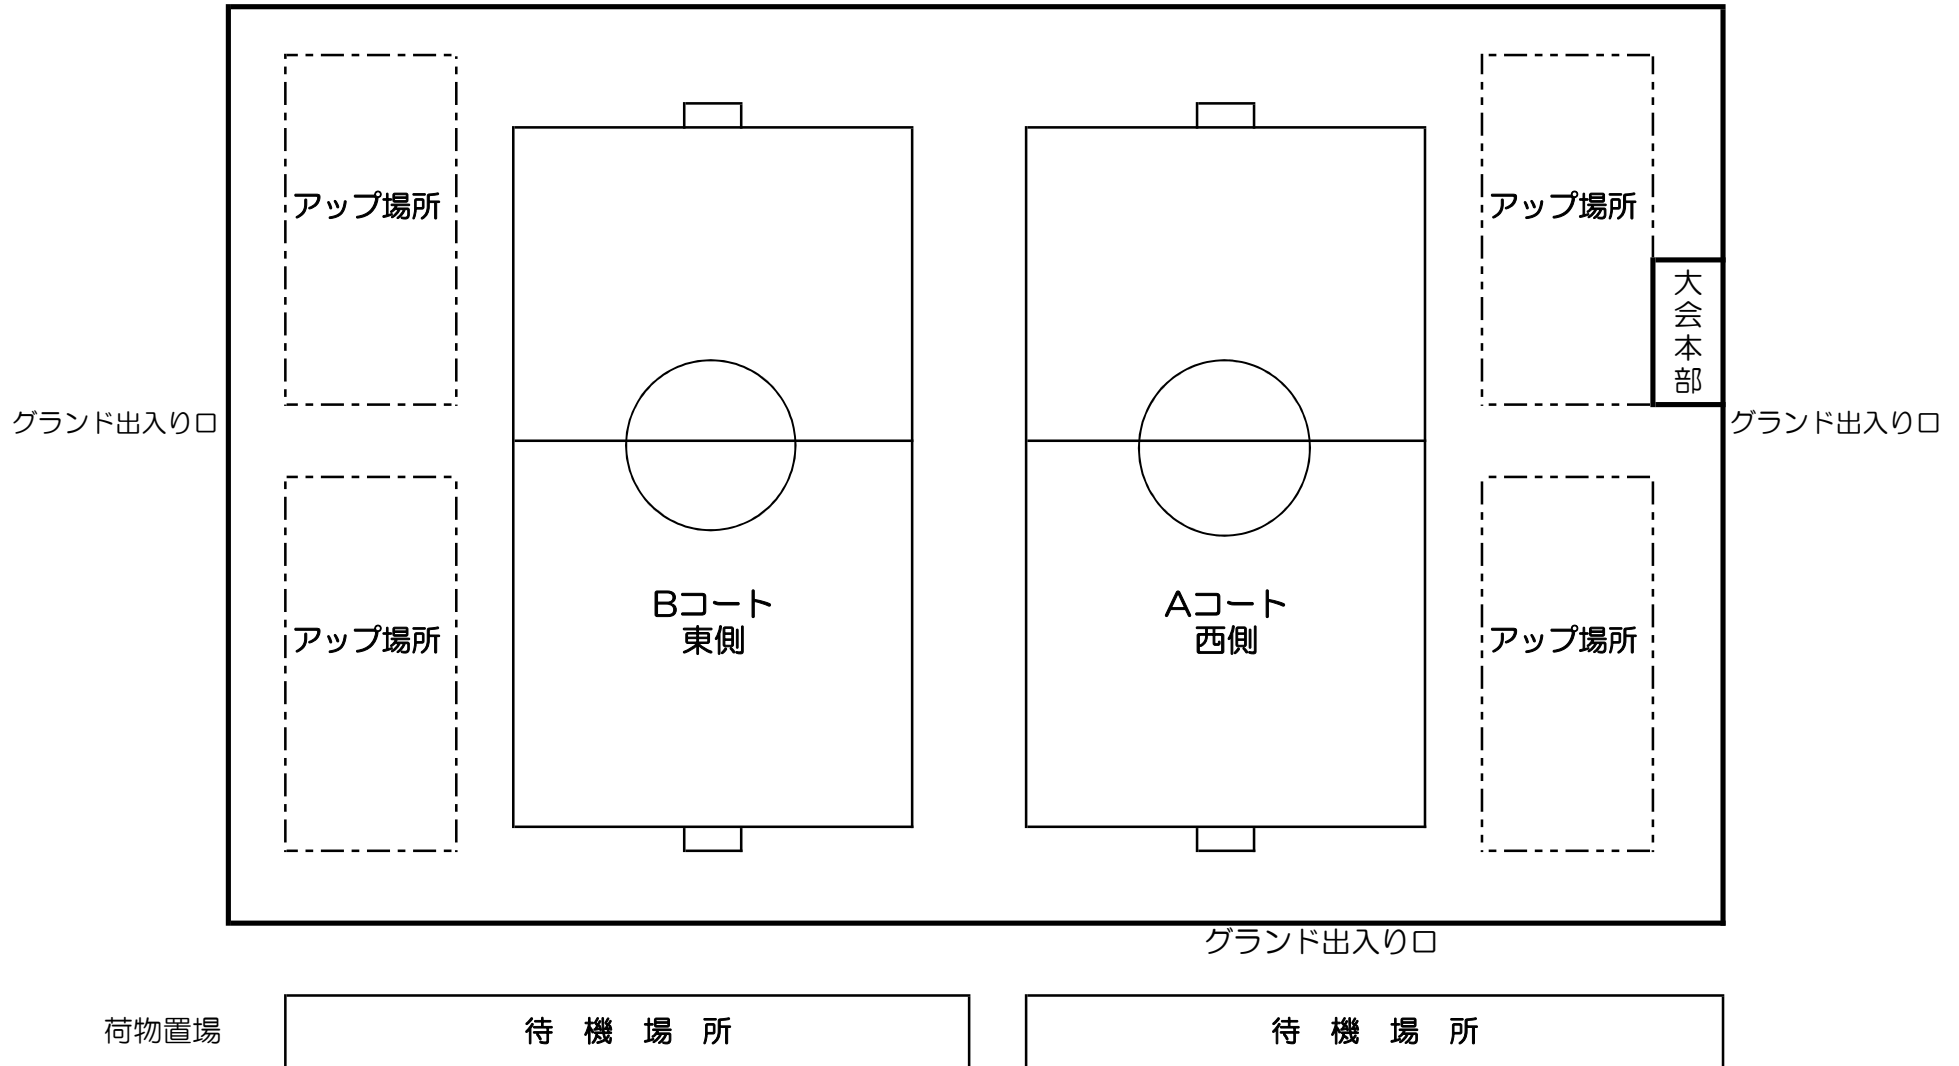 アップ場所
アップ場所
大会本部
グランド出入り口
グランド出入り口
Bコート
東側
Aコート
西側
アップ場所
アップ場所
グランド出入り口
荷物置場
待機場所
待機場所